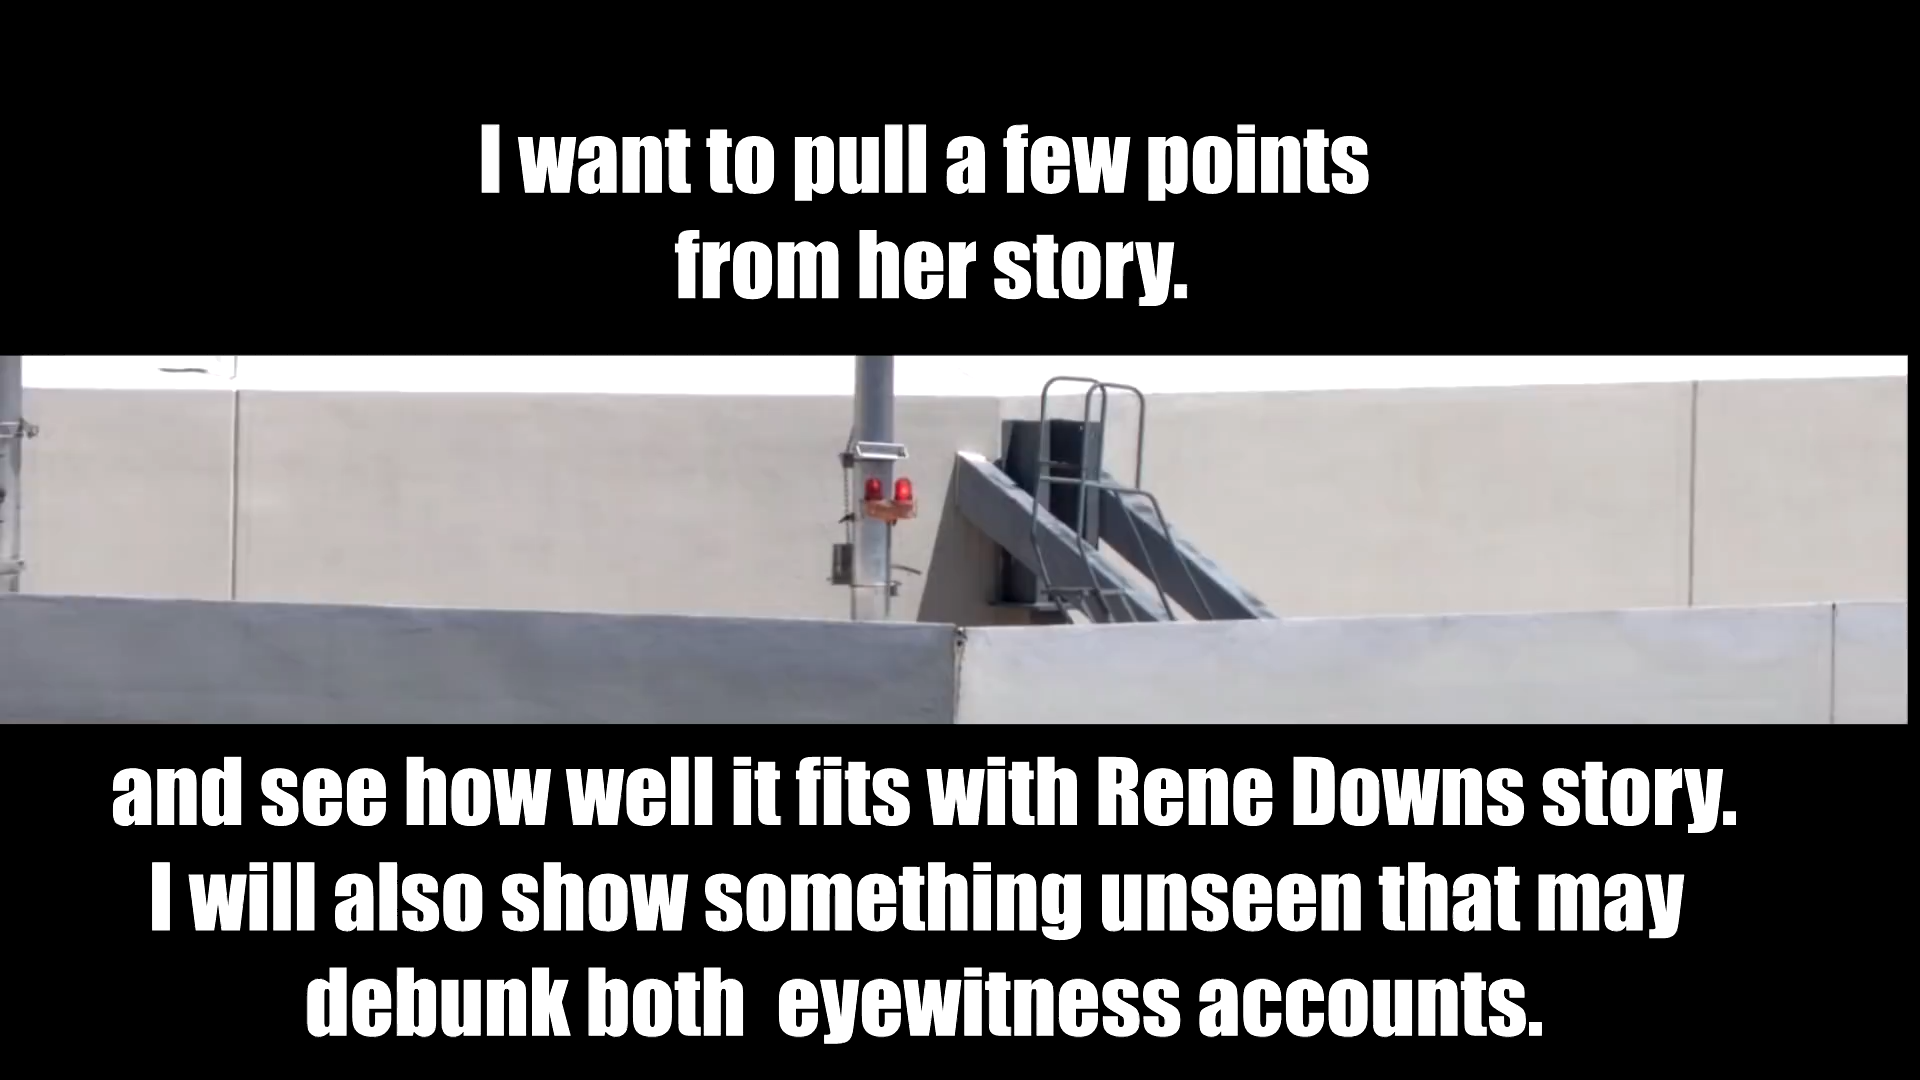 I want to pull a few points
from her story.
and see how well it fits with Rene Downs story.
I will also show something unseen that may
debunk both  eyewitness accounts.